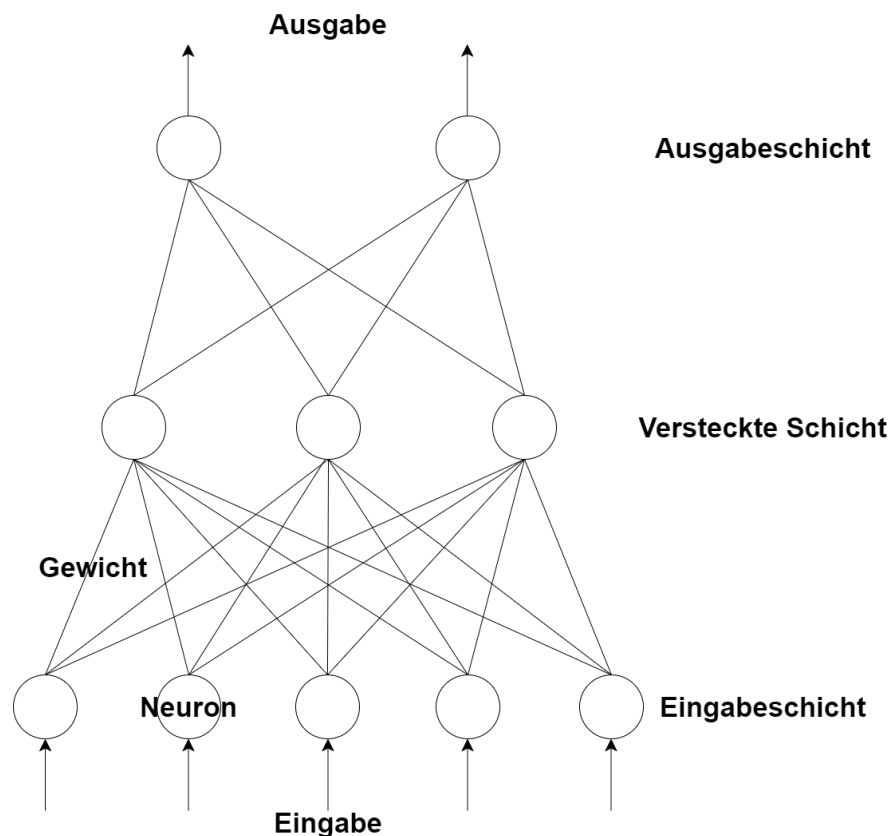 Ausgabe
Ausgabeschicht
Versteckte Schicht
Gewicht
Neuron
Eingabeschicht
Eingabe